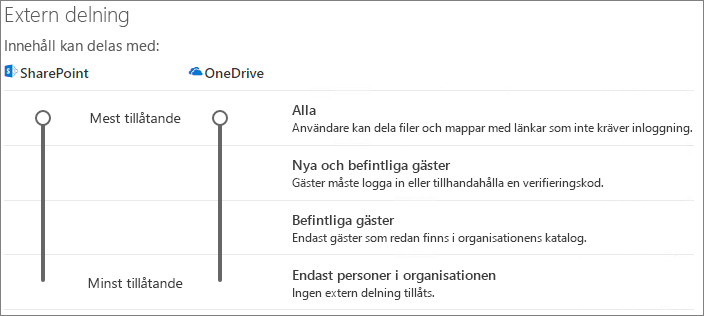 Extern delning
Innehåll kan delas med:
SharePoint
OneDrive
Mest tillåtande
Alla
Användare kan dela filer och mappar med länkar som inte kräver inloggning.
Nya och befintliga gäster
Gäster måste logga in eller tillhandahålla en verifieringskod.
Befintliga gäster
Endast gäster som redan finns i organisationens katalog.
Minst tillåtande
Endast personer i organisationen
Ingen extern delning tillåts.